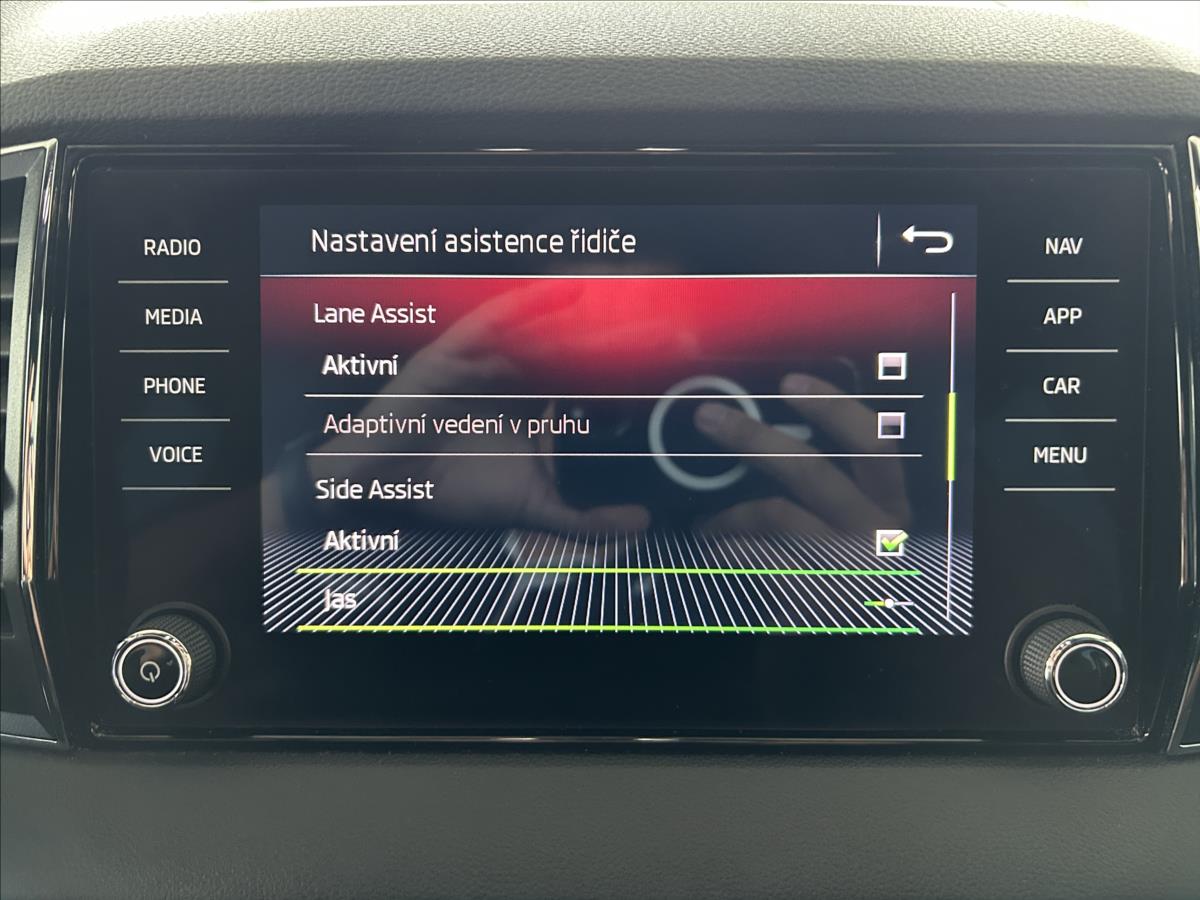 RADIO
MEDIA
PHONE
VOICE
Nastavení asistence řidiče
Lane Assist
Aktivní
Adaptivní vedení v pruhu
Side Assist
Aktivní
Jas
NAV
APP
CAR
MENU